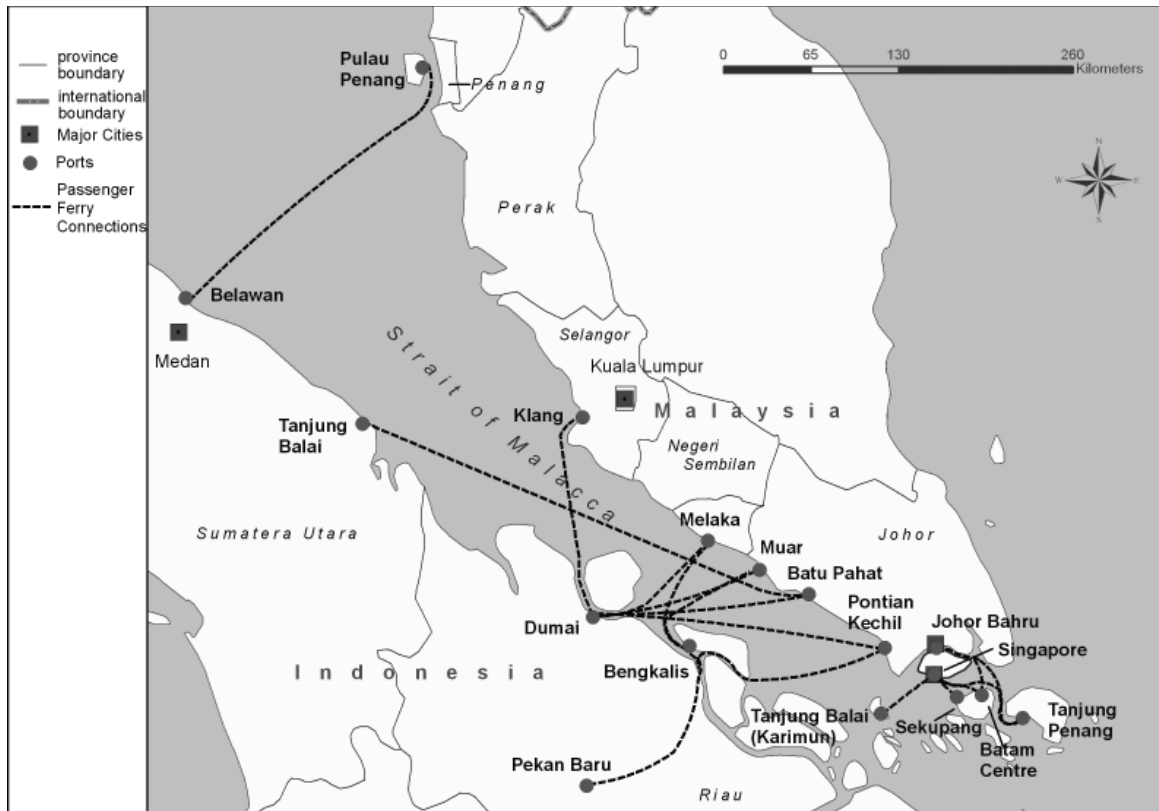 province
boundary
international
boundary
Major Cities
Ports
Passenger
Ferry
Connections
0 65 130 260
Kilometers
N
W E
S
Pulau
Penang
Penang
Perak
Belawan
Medan
Selangor
Kuala Lumpur
Strait of Malacca
Klang
Malaysia
Tanjung
Balai
Negeri
Sembilan
Sumatera Utara
Melaka
Johor
Muar
Batu Pahat
Pontian
Kechil
Dumai
Johor Bahru
Singapore
Bengkalis
Indonesia
Tanjung Balai
(Karimun)
Sekupang
Tanjung
Penang
Batam
Centre
Pekan Baru
Riau